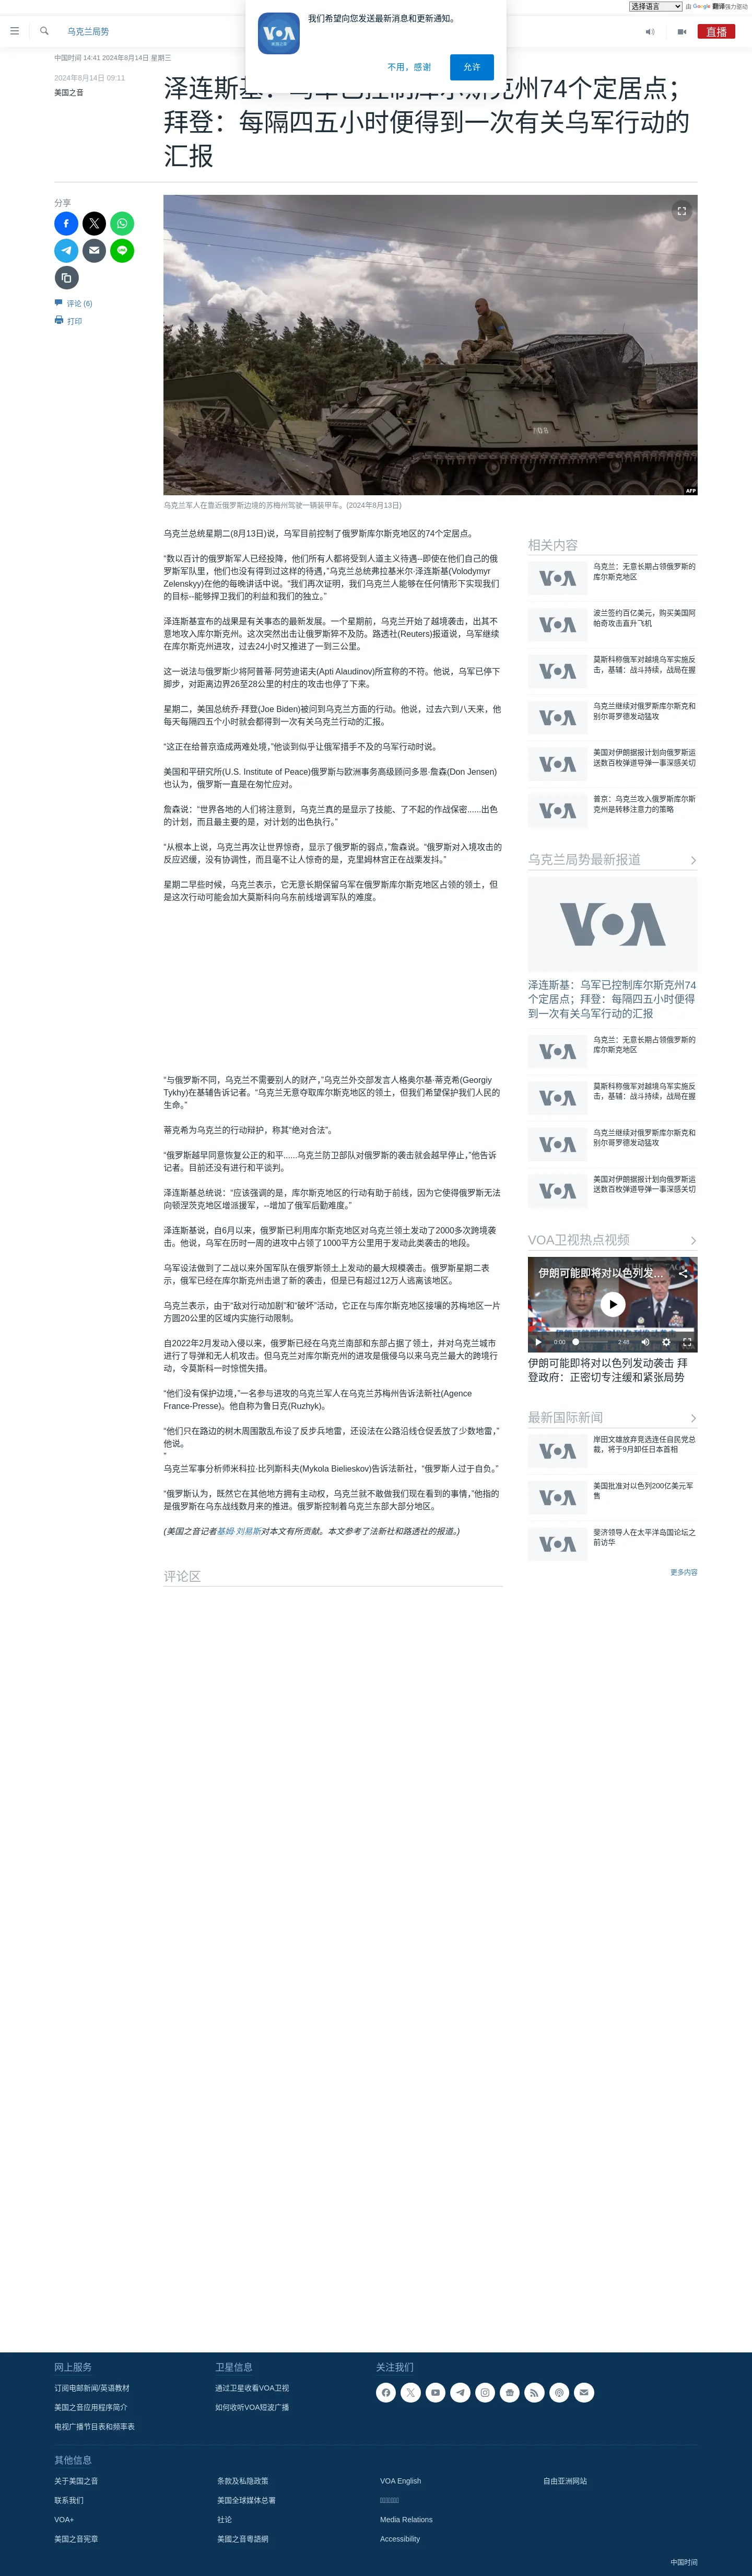 选择语言
由 Google 翻译强力驱动
乌克兰局势
直播
VOA
我们希望向您发送最新消息和更新通知。
不用，感谢
允许
中国时间 14:41 2024年8月14日 星期三
2024年8月14日 09:11
美国之音
拜登：每隔四五小时便得到一次有关乌军行动的
汇报
分享
评论 (6)
打印
AFP
乌克兰军人在靠近俄罗斯边境的苏梅州驾驶一辆装甲车。(2024年8月13日)
乌克兰总统星期二(8月13日)说，乌军目前控制了俄罗斯库尔斯克地区的74个定居点。
“数以百计的俄罗斯军人已经投降，他们所有人都将受到人道主义待遇--即使在他们自己的俄
罗斯军队里，他们也没有得到过这样的待遇，”乌克兰总统弗拉基米尔·泽连斯基(Volodymyr
Zelenskyy)在他的每晚讲话中说。“我们再次证明，我们乌克兰人能够在任何情形下实现我们
的目标--能够捍卫我们的利益和我们的独立。”
泽连斯基宣布的战果是有关事态的最新发展。一个星期前，乌克兰开始了越境袭击，出其不
意地攻入库尔斯克州。这次突然出击让俄罗斯猝不及防。路透社(Reuters)报道说，乌军继续
在库尔斯克州进攻，过去24小时又推进了一到三公里。
这一说法与俄罗斯少将阿普蒂·阿劳迪诺夫(Apti Alaudinov)所宣称的不符。他说，乌军已停下
脚步，对距离边界26至28公里的村庄的攻击也停了下来。
星期二，美国总统乔·拜登(Joe Biden)被问到乌克兰方面的行动。他说，过去六到八天来，他
每天每隔四五个小时就会都得到一次有关乌克兰行动的汇报。
“这正在给普京造成两难处境，”他谈到似乎让俄军措手不及的乌军行动时说。
美国和平研究所(U.S. Institute of Peace)俄罗斯与欧洲事务高级顾问多恩·詹森(Don Jensen)
也认为，俄罗斯一直是在匆忙应对。
詹森说：“世界各地的人们将注意到，乌克兰真的是显示了技能、了不起的作战保密......出色
的计划，而且最主要的是，对计划的出色执行。”
“从根本上说，乌克兰再次让世界惊奇，显示了俄罗斯的弱点，”詹森说。“俄罗斯对入境攻击的
反应迟缓，没有协调性，而且毫不让人惊奇的是，克里姆林宫正在战栗发抖。”
星期二早些时候，乌克兰表示，它无意长期保留乌军在俄罗斯库尔斯克地区占领的领土，但
是这次行动可能会加大莫斯科向乌东前线增调军队的难度。
“与俄罗斯不同，乌克兰不需要别人的财产，”乌克兰外交部发言人格奥尔基·蒂克希(Georgiy
Tykhy)在基辅告诉记者。“乌克兰无意夺取库尔斯克地区的领土，但我们希望保护我们人民的
生命。”
蒂克希为乌克兰的行动辩护，称其“绝对合法”。
“俄罗斯越早同意恢复公正的和平......乌克兰防卫部队对俄罗斯的袭击就会越早停止，”他告诉
记者。目前还没有进行和平谈判。
泽连斯基总统说：“应该强调的是，库尔斯克地区的行动有助于前线，因为它使得俄罗斯无法
向顿涅茨克地区增派援军，--增加了俄军后勤难度。”
泽连斯基说，自6月以来，俄罗斯已利用库尔斯克地区对乌克兰领土发动了2000多次跨境袭
击。他说，乌军在历时一周的进攻中占领了1000平方公里用于发动此类袭击的地段。
乌军设法做到了二战以来外国军队在俄罗斯领土上发动的最大规模袭击。俄罗斯星期二表
示，俄军已经在库尔斯克州击退了新的袭击，但是已有超过12万人逃离该地区。
乌克兰表示，由于“敌对行动加剧”和“破坏”活动，它正在与库尔斯克地区接壤的苏梅地区一片
方圆20公里的区域内实施行动限制。
自2022年2月发动入侵以来，俄罗斯已经在乌克兰南部和东部占据了领土，并对乌克兰城市
进行了导弹和无人机攻击。但乌克兰对库尔斯克州的进攻是俄侵乌以来乌克兰最大的跨境行
动，令莫斯科一时惊慌失措。
“他们没有保护边境，”一名参与进攻的乌克兰军人在乌克兰苏梅州告诉法新社(Agence
France-Presse)。他自称为鲁日克(Ruzhyk)。
“他们只在路边的树木周围散乱布设了反步兵地雷，还设法在公路沿线仓促丢放了少数地雷，”
他说。
“
乌克兰军事分析师米科拉·比列斯科夫(Mykola Bielieskov)告诉法新社，“俄罗斯人过于自负。”
“俄罗斯认为，既然它在其他地方拥有主动权，乌克兰就不敢做我们现在看到的事情，”他指的
是俄罗斯在乌东战线数月来的推进。俄罗斯控制着乌克兰东部大部分地区。
(美国之音记者基姆·刘易斯对本文有所贡献。本文参考了法新社和路透社的报道。)
评论区
相关内容
乌克兰：无意长期占领俄罗斯的
库尔斯克地区
波兰签约百亿美元，购买美国阿
帕奇攻击直升飞机
莫斯科称俄军对越境乌军实施反
击，基辅：战斗持续，战局在握
乌克兰继续对俄罗斯库尔斯克和
别尔哥罗德发动猛攻
美国对伊朗据报计划向俄罗斯运
送数百枚弹道导弹一事深感关切
普京：乌克兰攻入俄罗斯库尔斯
克州是转移注意力的策略
乌克兰局势最新报道
VOA
泽连斯基：乌军已控制库尔斯克州74
个定居点；拜登：每隔四五小时便得
到一次有关乌军行动的汇报
乌克兰：无意长期占领俄罗斯的
库尔斯克地区
莫斯科称俄军对越境乌军实施反
击，基辅：战斗持续，战局在握
乌克兰继续对俄罗斯库尔斯克和
别尔哥罗德发动猛攻
美国对伊朗据报计划向俄罗斯运
送数百枚弹道导弹一事深感关切
VOA卫视热点视频
伊朗可能即将对以色列发...
0:00
2:48
伊朗可能即将对以色列发动袭击 拜
登政府：正密切专注缓和紧张局势
最新国际新闻
岸田文雄放弃竞选连任自民党总
裁，将于9月卸任日本首相
美国批准对以色列200亿美元军
售
斐济领导人在太平洋岛国论坛之
前访华
更多内容
网上服务
订阅电邮新闻/英语教材
美国之音应用程序简介
电视广播节目表和频率表
卫星信息
通过卫星收看VOA卫视
如何收听VOA短波广播
关注我们
其他信息
关于美国之音
条款及私隐政策
VOA English
自由亚洲网站
联系我们
美国全球媒体总署
VOA+
社论
Media Relations
美国之音宪章
美國之音粵語網
Accessibility
中国时间